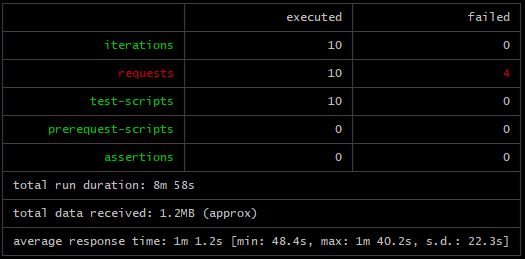 executed failed
iterations 10 0
requests 10 4
test-scripts 10 0
prerequest-scripts 0 0
assertions 0 0
total run duration: 8m 58s
total data received: 1.2MB (approx)
average response time: 1m 1.2s [min: 48.4s, max: 1m 40.2s, s.d.: 22.3s]